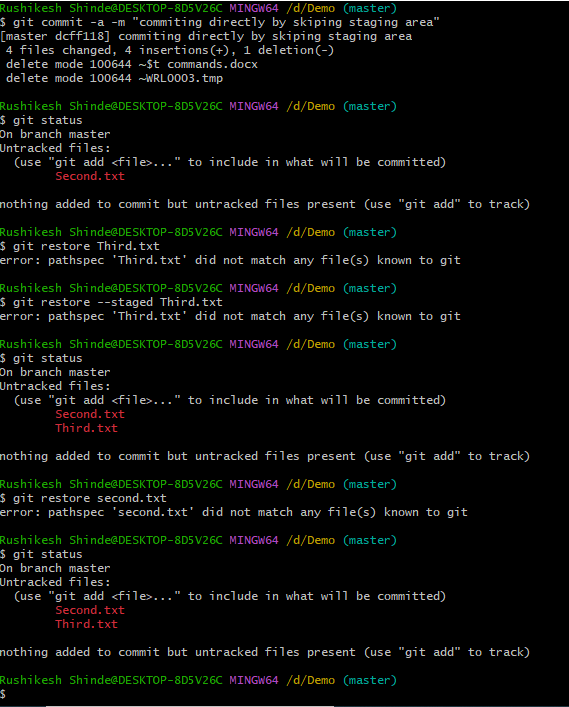 Rushikesh Shinde@DESKTOP-8D5V26C MINGW64 /d/Demo (master)
$ git commit -a -m "commiting directly by skiping staging area"
[master dcff118] commiting directly by skiping staging area
 4 files changed, 4 insertions(+), 1 deletion(-)
 delete mode 100644 ~$t commands.docx
 delete mode 100644 ~WRL0003.tmp
Rushikesh Shinde@DESKTOP-8D5V26C MINGW64 /d/Demo (master)
$ git status
On branch master
Untracked files:
  (use "git add <file>..." to include in what will be committed)
        Second.txt
nothing added to commit but untracked files present (use "git add" to track)
Rushikesh Shinde@DESKTOP-8D5V26C MINGW64 /d/Demo (master)
$ git restore Third.txt
error: pathspec 'Third.txt' did not match any file(s) known to git
Rushikesh Shinde@DESKTOP-8D5V26C MINGW64 /d/Demo (master)
$ git restore --staged Third.txt
error: pathspec 'Third.txt' did not match any file(s) known to git
Rushikesh Shinde@DESKTOP-8D5V26C MINGW64 /d/Demo (master)
$ git status
On branch master
Untracked files:
  (use "git add <file>..." to include in what will be committed)
        Second.txt
        Third.txt
nothing added to commit but untracked files present (use "git add" to track)
Rushikesh Shinde@DESKTOP-8D5V26C MINGW64 /d/Demo (master)
$ git restore second.txt
error: pathspec 'second.txt' did not match any file(s) known to git
Rushikesh Shinde@DESKTOP-8D5V26C MINGW64 /d/Demo (master)
$ git status
On branch master
Untracked files:
  (use "git add <file>..." to include in what will be committed)
        Second.txt
        Third.txt
nothing added to commit but untracked files present (use "git add" to track)
Rushikesh Shinde@DESKTOP-8D5V26C MINGW64 /d/Demo (master)
$